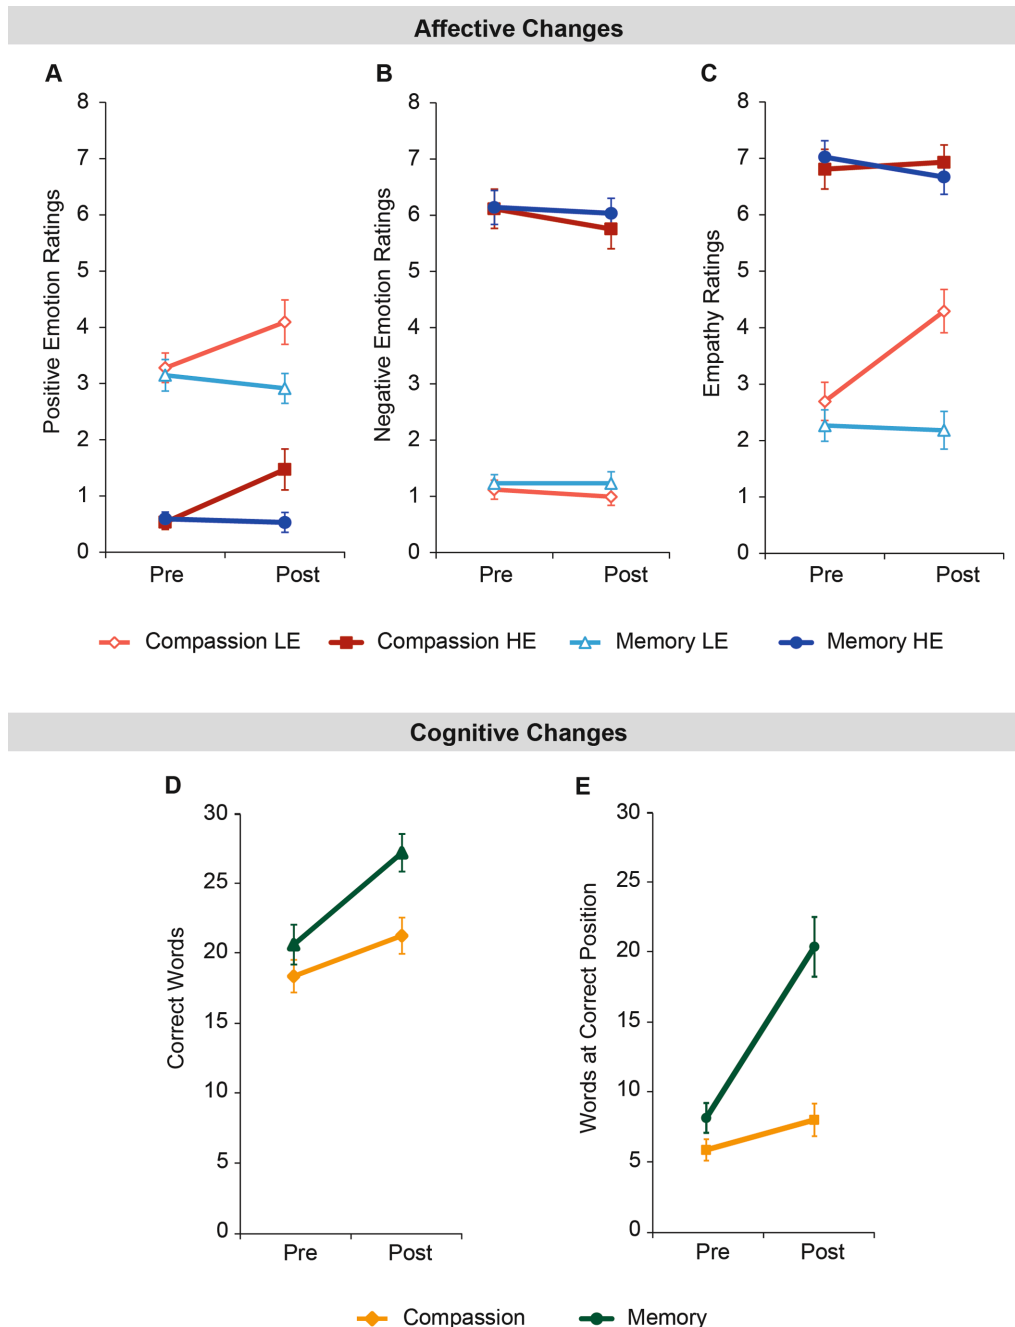 Affective Changes
A
B
C
Positive Emotion Ratings
8
7
6
5
4
3
2
1
0
Pre Post
Negative Emotion Ratings
8
7
6
5
4
3
2
1
0
Pre Post
Empathy Ratings
8
7
6
5
4
3
2
1
0
Pre Post
Compassion LE Compassion HE Memory LE Memory HE
Cognitive Changes
D
Correct Words
30
25
20
15
10
5
0
Pre Post
E
Words at Correct Position
30
25
20
15
10
5
0
Pre Post
Compassion Memory